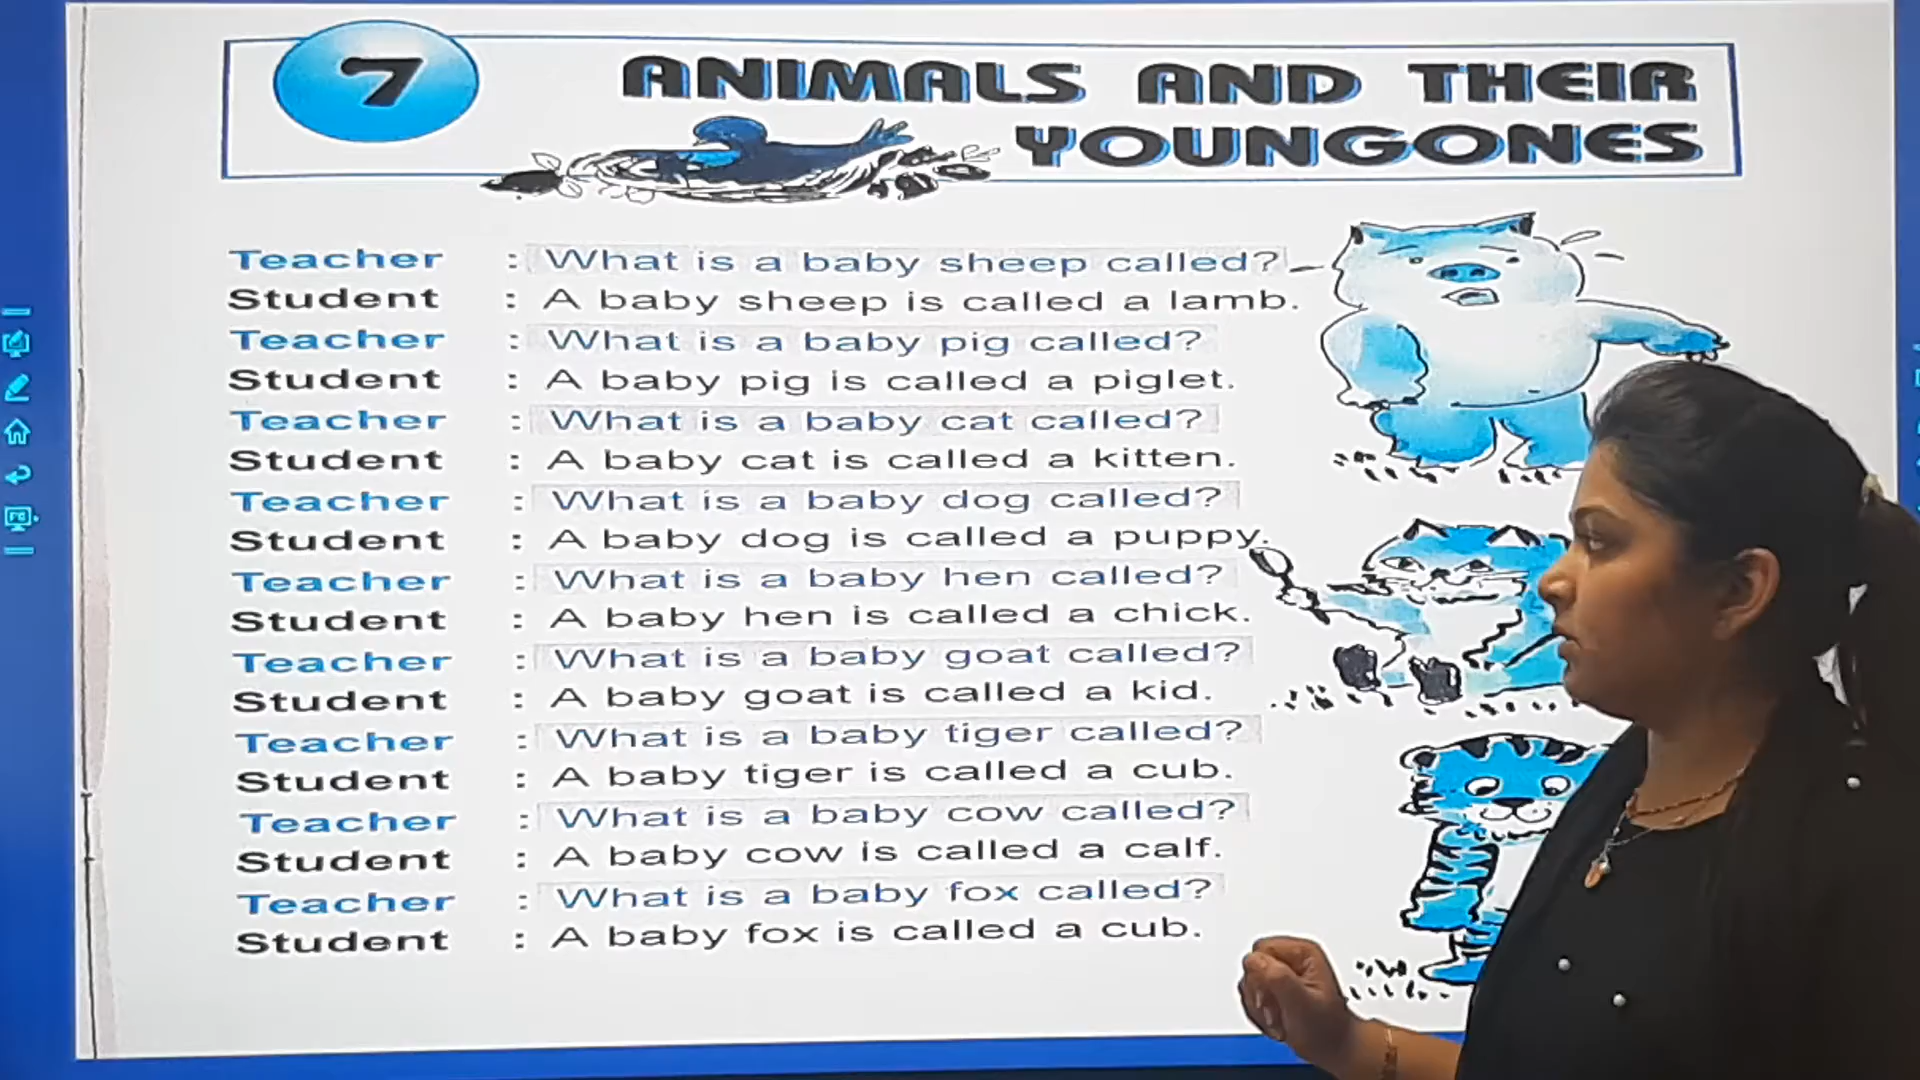 7
ANIMALS AND THEIR
YOUNGONES
Teacher : What is a baby sheep called?
Student : A baby sheep is called a lamb.
Teacher : What is a baby pig called?
Student : A baby pig is called a piglet.
Teacher : What is a baby cat called?
Student : A baby cat is called a kitten.
Teacher : What is a baby dog called?
Student : A baby dog is called a puppy.
Teacher : What is a baby hen called?
Student : A baby hen is called a chick.
Teacher : What is a baby goat called?
Student : A baby goat is called a kid.
Teacher : What is a baby tiger called?
Student : A baby tiger is called a cub.
Teacher : What is a baby cow called?
Student : A baby cow is called a calf.
Teacher : What is a baby fox called?
Student : A baby fox is called a cub.